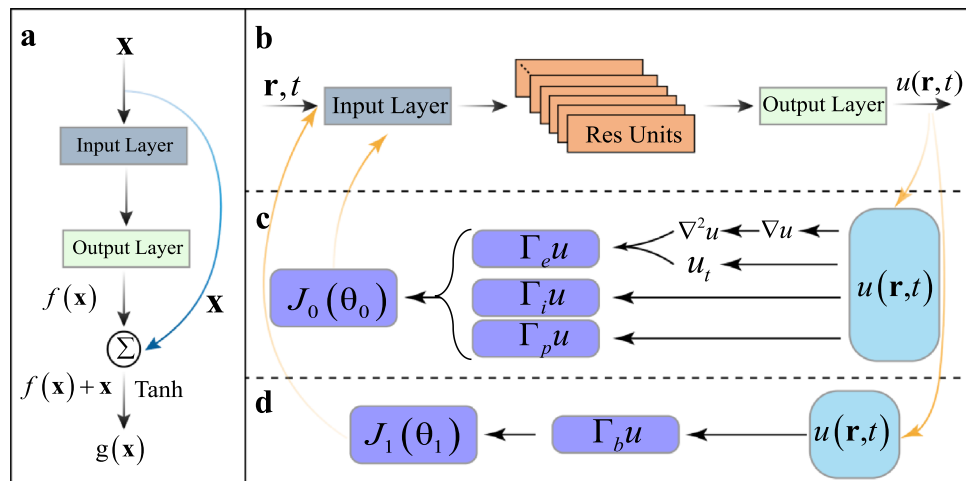 a
x
Input Layer
Output Layer
f(x)
x
Σ
f(x)+x Tanh
g(x)
b
r,t
Input Layer
Res Units
Output Layer
u(r,t)
c
J₀(θ₀)
Γₑu
∇²u ∇u
uₜ
Γᵢu
Γₚu
u(r,t)
d
J₁(θ₁)
Γ_b u
u(r,t)